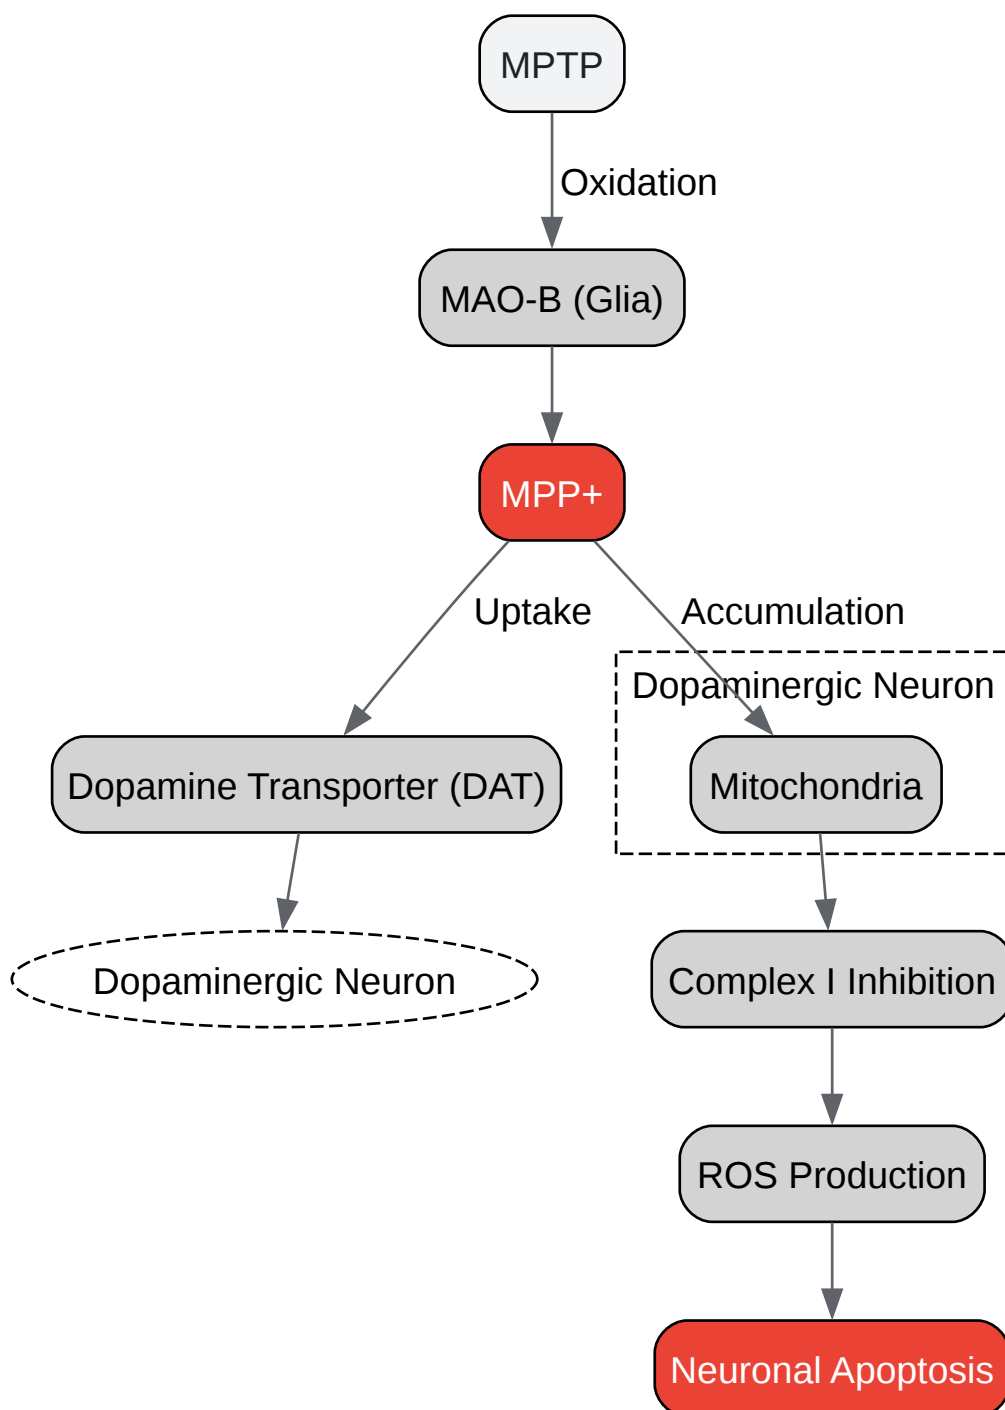 MPTP
Oxidation
MAO-B (Glia)
MPP+
Uptake
Accumulation
Dopaminergic Neuron
Dopamine Transporter (DAT)
Mitochondria
Dopaminergic Neuron
Complex I Inhibition
ROS Production
Neuronal Apoptosis